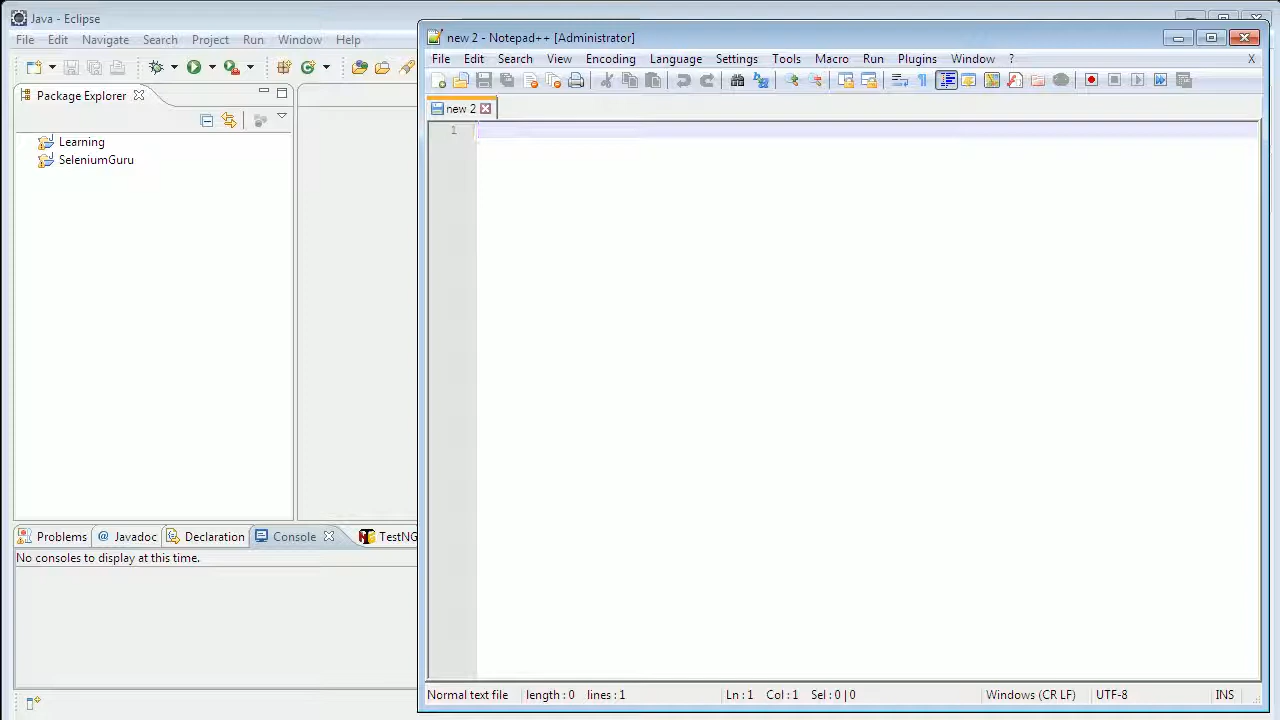 Java - Eclipse
File Edit Navigate Search Project Run Window Help
Package Explorer
Learning
SeleniumGuru
Problems @ Javadoc Declaration Console TestNG
No consoles to display at this time.
new 2 - Notepad++ [Administrator]
File Edit Search View Encoding Language Settings Tools Macro Run Plugins Window ? X
new 2
1
Normal text file length : 0 lines : 1 Ln : 1 Col : 1 Sel : 0 | 0 Windows (CR LF) UTF-8 INS